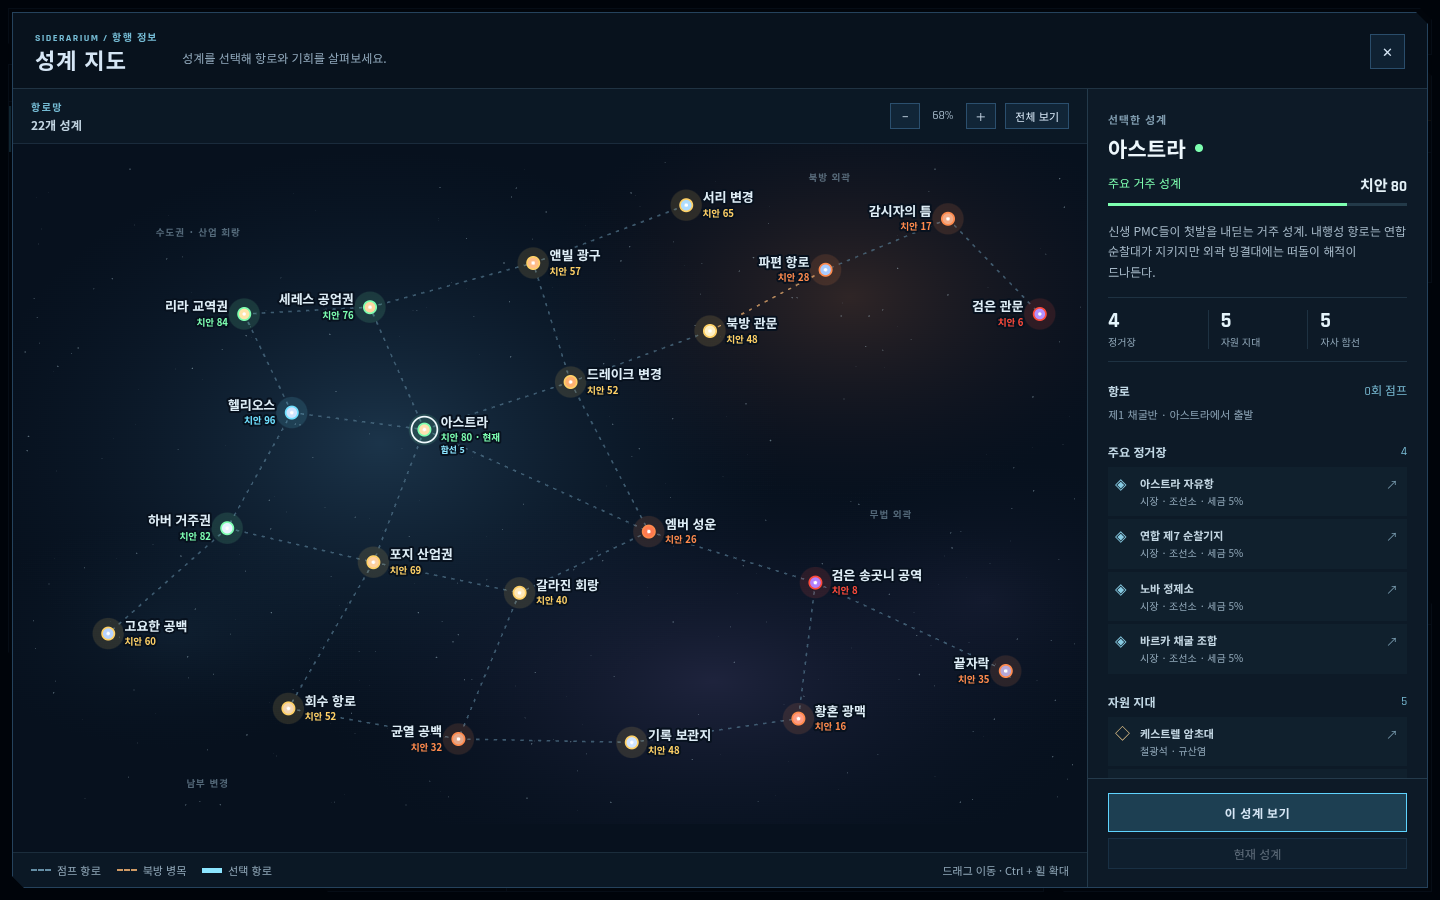 SIDERARIUM / 항행 정보
성계 지도
성계를 선택해 항로와 기회를 살펴보세요.
×
항로망
22개 성계
−
68%
+
전체 보기
북방 외곽
서리 변경
치안 65
감시자의 틈
치안 17
수도권 · 산업 회랑
앤빌 광구
치안 57
파편 항로
치안 28
리라 교역권
치안 84
세레스 공업권
치안 76
검은 관문
치안 6
북방 관문
치안 48
드레이크 변경
치안 52
헬리오스
치안 96
아스트라
치안 80 · 현재
함선 5
무법 외곽
하버 거주권
치안 82
엠버 성운
치안 26
포지 산업권
치안 69
갈라진 회랑
치안 40
검은 송곳니 공역
치안 8
고요한 공백
치안 60
끝자락
치안 35
회수 항로
치안 52
황혼 광맥
치안 16
균열 공백
치안 32
기록 보관지
치안 48
남부 변경
점프 항로
북방 병목
선택 항로
드래그 이동 · Ctrl + 휠 확대
선택한 성계
아스트라
주요 거주 성계
치안 80
신생 PMC들이 첫발을 내딛는 거주 성계. 내행성 항로는 연합
순찰대가 지키지만 외곽 빙결대에는 떠돌이 해적이
드나든다.
4
정거장
5
자원 지대
5
자사 함선
항로
0회 점프
제1 채굴반 · 아스트라에서 출발
주요 정거장
4
아스트라 자유항
↗
시장 · 조선소 · 세금 5%
연합 제7 순찰기지
↗
시장 · 조선소 · 세금 5%
노바 정제소
↗
시장 · 조선소 · 세금 5%
바르카 채굴 조합
↗
시장 · 조선소 · 세금 5%
자원 지대
5
케스트렐 암초대
↗
철광석 · 규산염
이 성계 보기
현재 성계